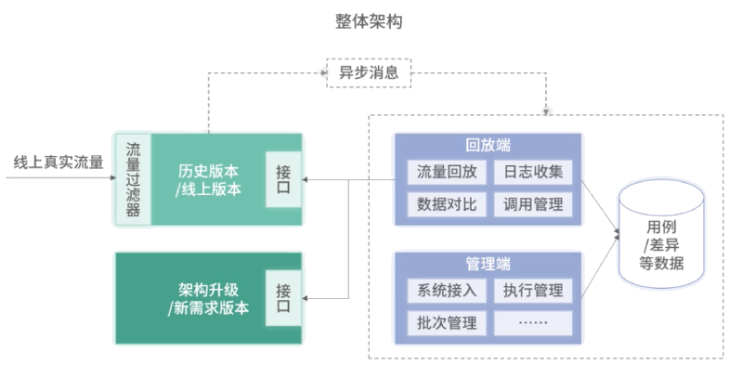 整体架构
异步消息
线上真实流量
流量过滤器
历史版本
/线上版本
接口
回放端
流量回放
日志收集
数据对比
调用管理
用例
/差异
等数据
架构升级
/新需求版本
接口
管理端
系统接入
执行管理
批次管理
……